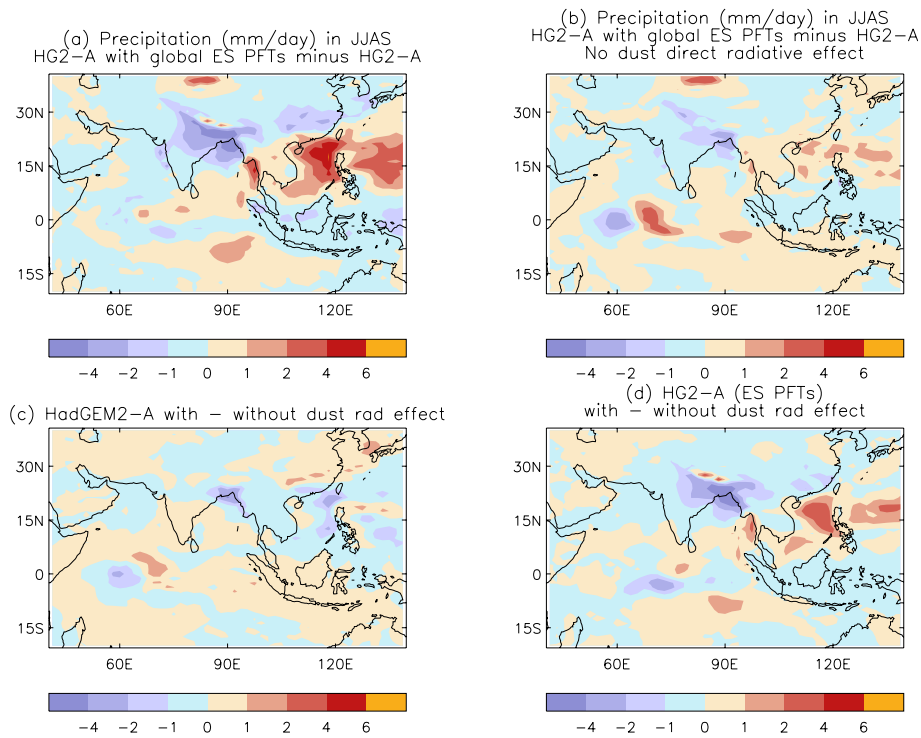 (a) Precipitation (mm/day) in JJAS
HG2-A with global ES PFTs minus HG2-A
30N
15N
0
15S
60E 90E 120E
-4 -2 -1 0 1 2 4 6
(b) Precipitation (mm/day) in JJAS
HG2-A with global ES PFTs minus HG2-A
No dust direct radiative effect
30N
15N
0
15S
60E 90E 120E
-4 -2 -1 0 1 2 4 6
(c) HadGEM2-A with - without dust rad effect
30N
15N
0
15S
60E 90E 120E
-4 -2 -1 0 1 2 4 6
(d) HG2-A (ES PFTs)
with - without dust rad effect
30N
15N
0
15S
60E 90E 120E
-4 -2 -1 0 1 2 4 6